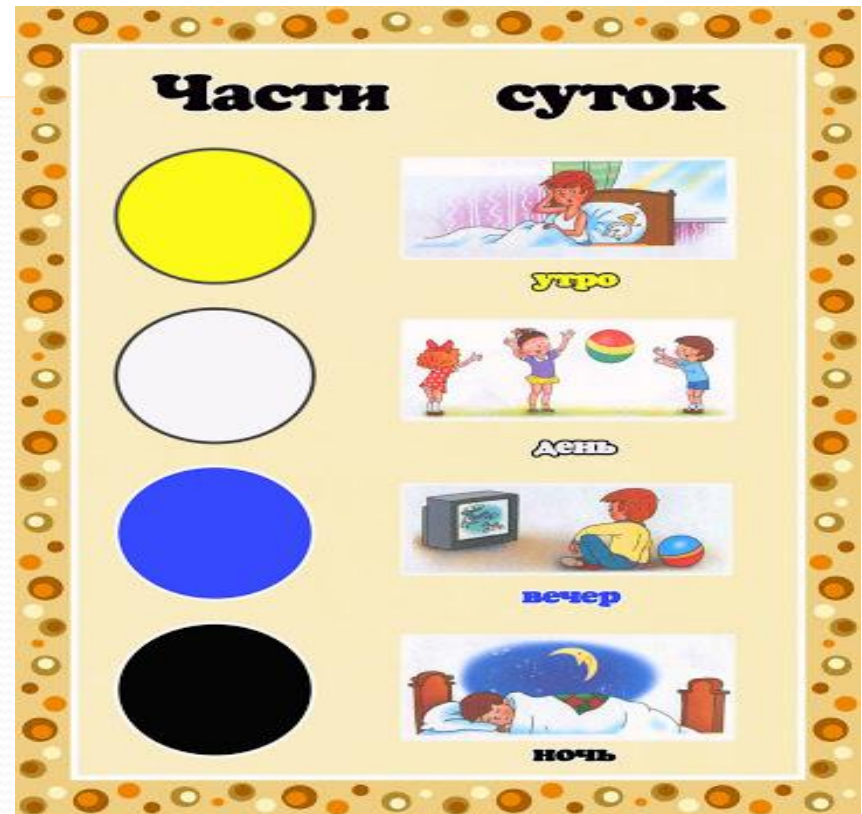 Части суток
утро
день
вечер
ночь